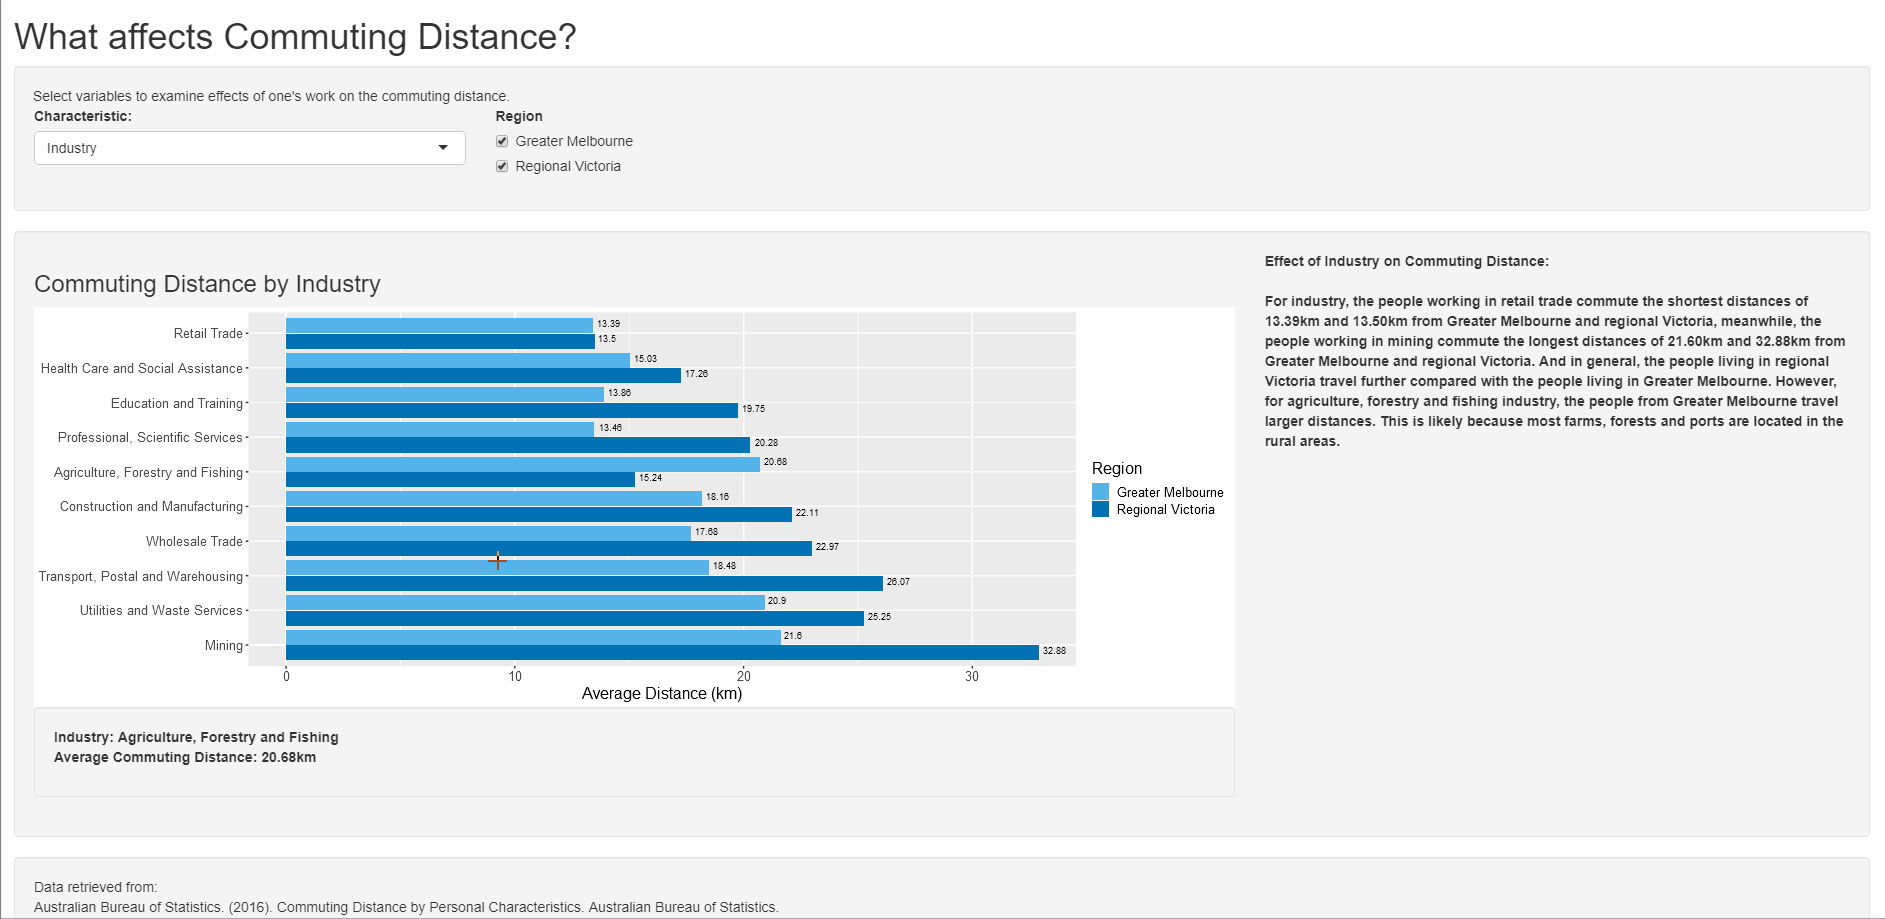 What affects Commuting Distance?
Select variables to examine effects of one's work on the commuting distance.
Characteristic:
Industry
Region
Greater Melbourne
Regional Victoria
Commuting Distance by Industry
Retail Trade
13.39
13.5
Health Care and Social Assistance
15.03
17.26
Education and Training
13.86
19.75
Professional, Scientific Services
13.46
20.28
Agriculture, Forestry and Fishing
20.68
15.24
Construction and Manufacturing
18.16
22.11
Wholesale Trade
17.68
22.97
Transport, Postal and Warehousing
18.48
26.07
Utilities and Waste Services
20.9
25.25
Mining
21.6
32.88
0 10 20 30
Average Distance (km)
Region
Greater Melbourne
Regional Victoria
Industry: Agriculture, Forestry and Fishing
Average Commuting Distance: 20.68km
Effect of Industry on Commuting Distance:
For industry, the people working in retail trade commute the shortest distances of
13.39km and 13.50km from Greater Melbourne and regional Victoria, meanwhile, the
people working in mining commute the longest distances of 21.60km and 32.88km from
Greater Melbourne and regional Victoria. And in general, the people living in regional
Victoria travel further compared with the people living in Greater Melbourne. However,
for agriculture, forestry and fishing industry, the people from Greater Melbourne travel
larger distances. This is likely because most farms, forests and ports are located in the
rural areas.
Data retrieved from:
Australian Bureau of Statistics. (2016). Commuting Distance by Personal Characteristics. Australian Bureau of Statistics.